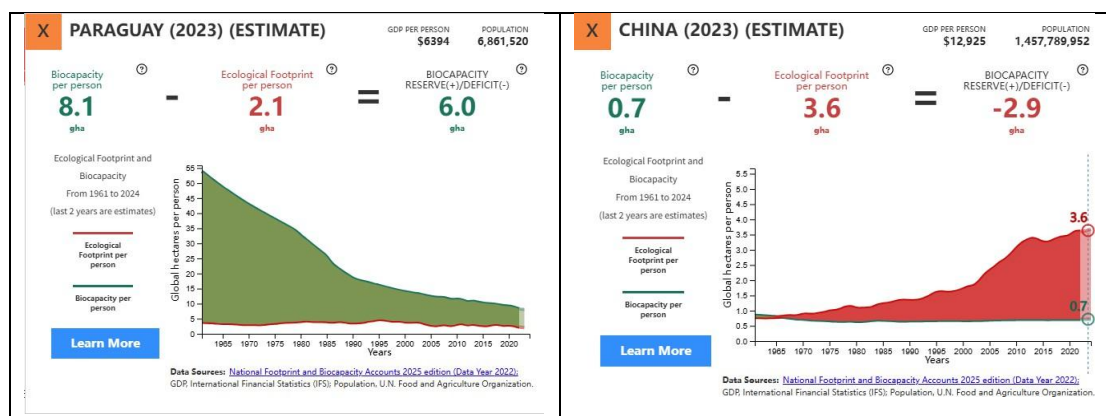 X PARAGUAY (2023) (ESTIMATE)
GDP PER PERSON
$6394
POPULATION
6,861,520
Biocapacity
per person
8.1
gha
-
Ecological Footprint
per person
2.1
gha
=
BIOCAPACITY
RESERVE(+)/DEFICIT(-)
6.0
gha
Ecological Footprint and
Biocapacity
From 1961 to 2024
(last 2 years are estimates)
Ecological
Footprint per
person
Biocapacity per
person
Learn More
Global hectares per person
55
50
45
40
35
30
25
20
15
10
5
0
1965 1970 1975 1980 1985 1990 1995 2000 2005 2010 2015 2020
Years
Data Sources: National Footprint and Biocapacity Accounts 2025 edition (Data Year 2022);
GDP, International Financial Statistics (IFS); Population, U.N. Food and Agriculture Organization.
X CHINA (2023) (ESTIMATE)
GDP PER PERSON
$12,925
POPULATION
1,457,789,952
Biocapacity
per person
0.7
gha
-
Ecological Footprint
per person
3.6
gha
=
BIOCAPACITY
RESERVE(+)/DEFICIT(-)
-2.9
gha
Ecological Footprint and
Biocapacity
From 1961 to 2024
(last 2 years are estimates)
Ecological
Footprint per
person
Biocapacity per
person
Learn More
Global hectares per person
5.5
5.0
4.5
4.0
3.5
3.0
2.5
2.0
1.5
1.0
0.5
0.0
3.6
0.7
1965 1970 1975 1980 1985 1990 1995 2000 2005 2010 2015 2020
Years
Data Sources: National Footprint and Biocapacity Accounts 2025 edition (Data Year 2022);
GDP, International Financial Statistics (IFS); Population, U.N. Food and Agriculture Organization.